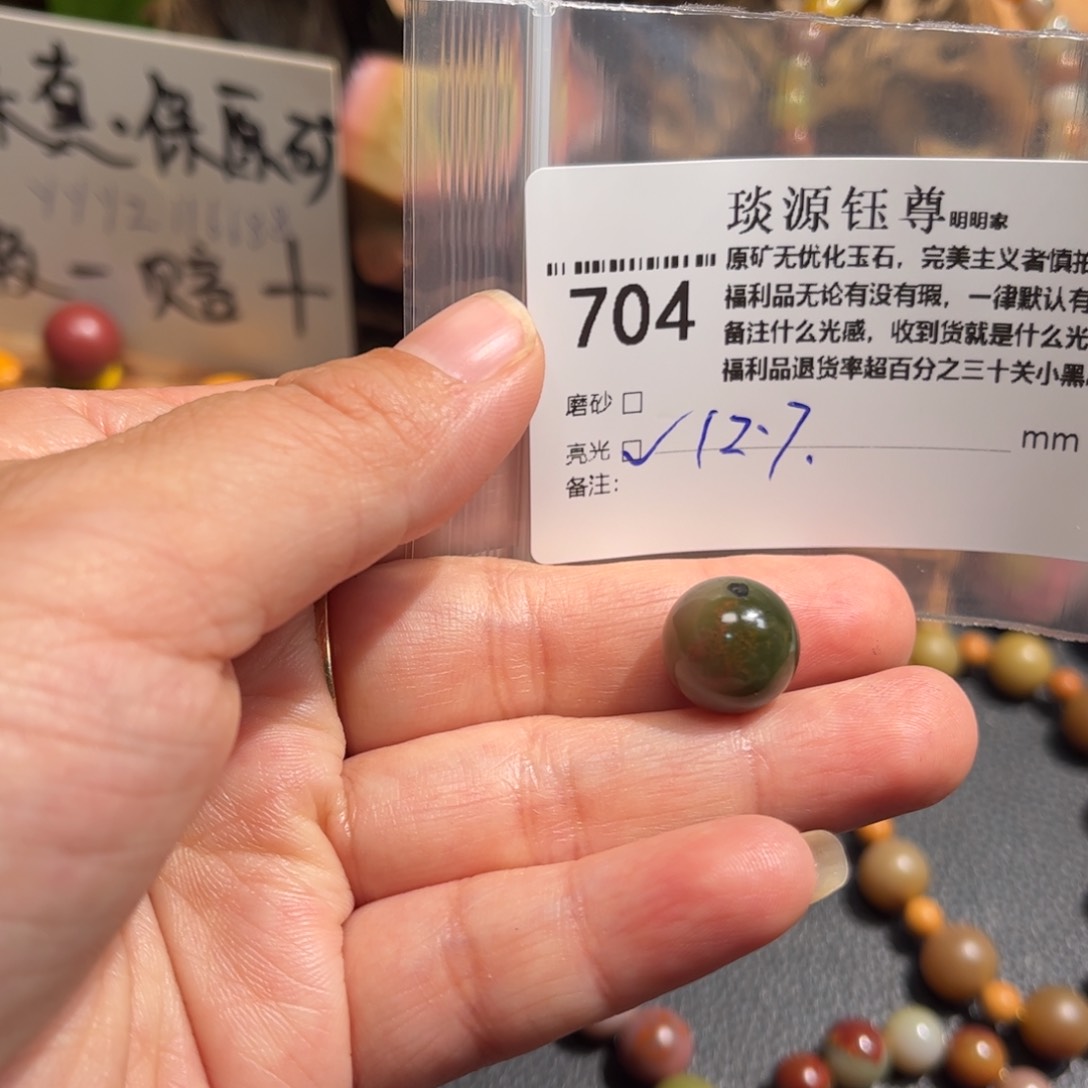 煮·保原矿
一赔十
琰源钰尊明明家
原矿无优化玉石，完美主义者慎拍
福利品无论有没有瑕，一律默认有
备注什么光感，收到货就是什么光
福利品退货率超百分之三十关小黑
704
磨砂 □
亮光 □ ✓ 12.7. mm
备注：